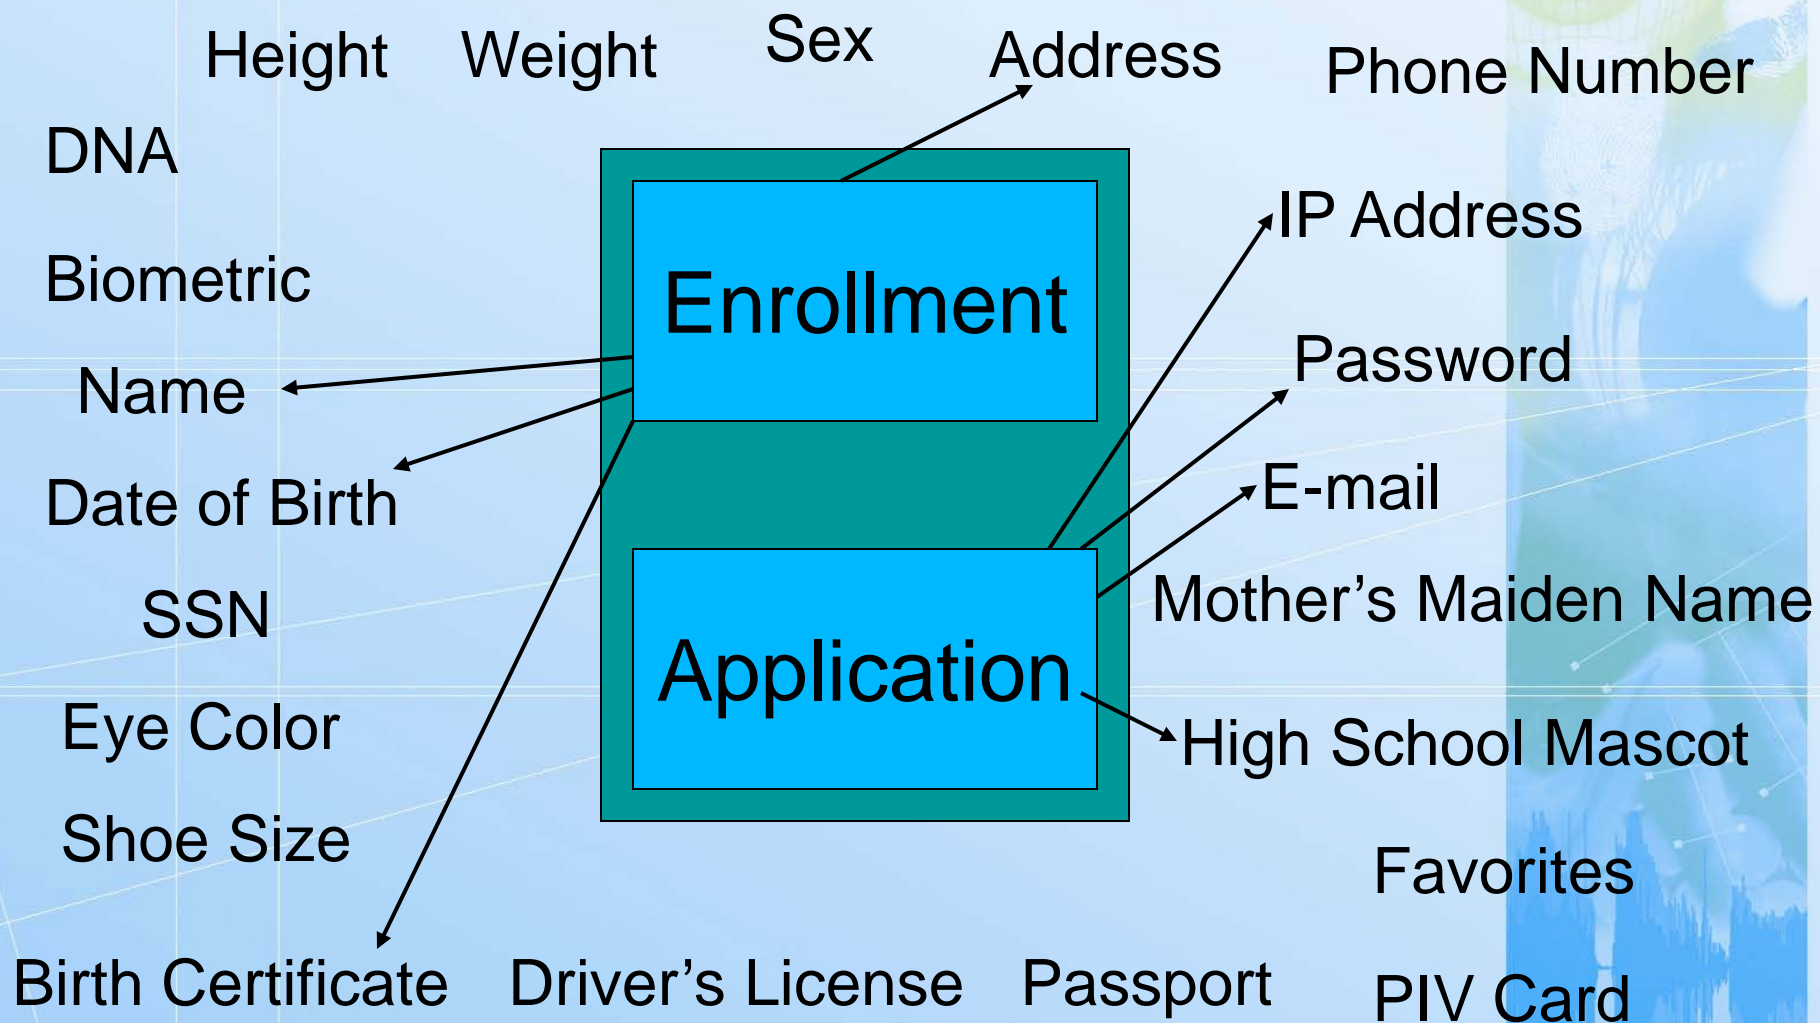 Height Weight Sex Address Phone Number
DNA
IP Address
Biometric
Enrollment
Password
Name
E-mail
Date of Birth
Mother’s Maiden Name
SSN
Application
Eye Color
High School Mascot
Shoe Size
Favorites
Birth Certificate Driver’s License Passport PIV Card